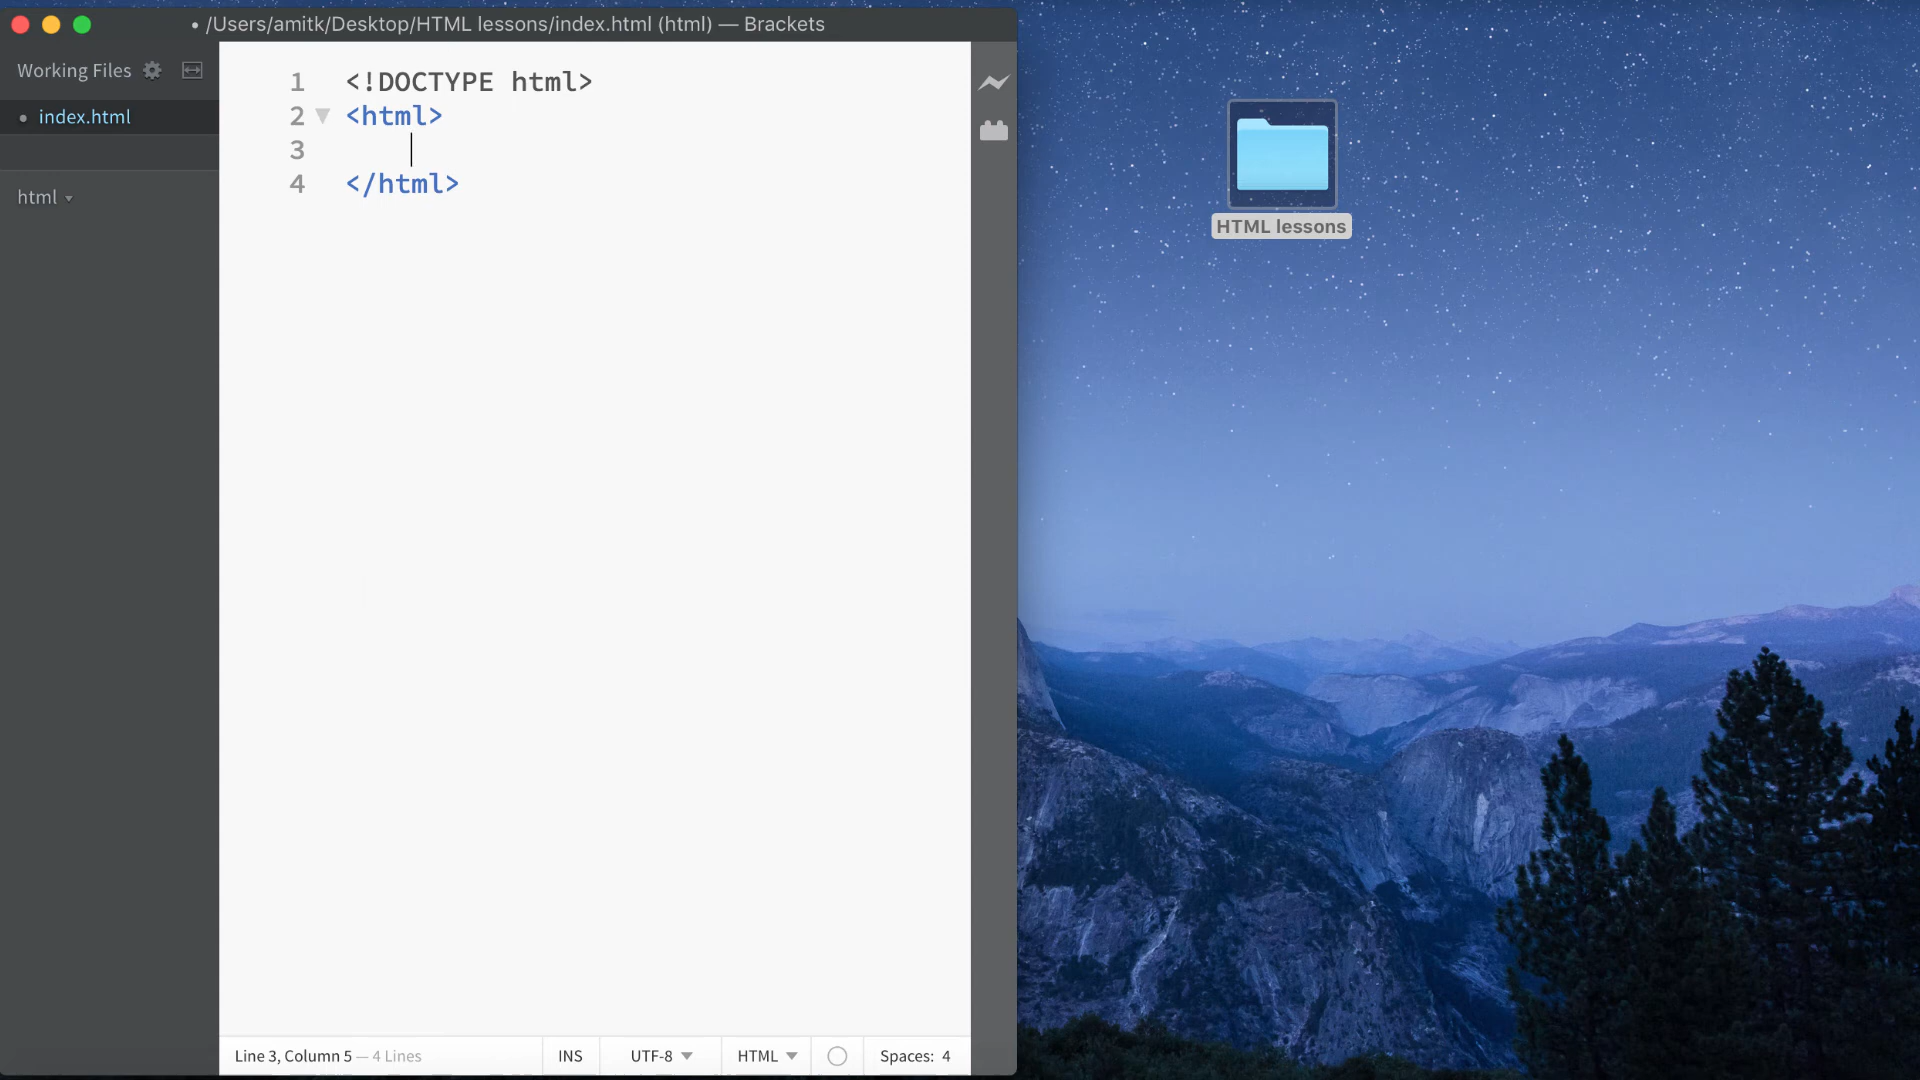 • /Users/amitk/Desktop/HTML lessons/index.html (html) — Brackets
Working Files
• index.html
html
1 <!DOCTYPE html>
2 <html>
3
4 </html>
Line 3, Column 5 — 4 Lines
INS
UTF-8
HTML
Spaces: 4
HTML lessons